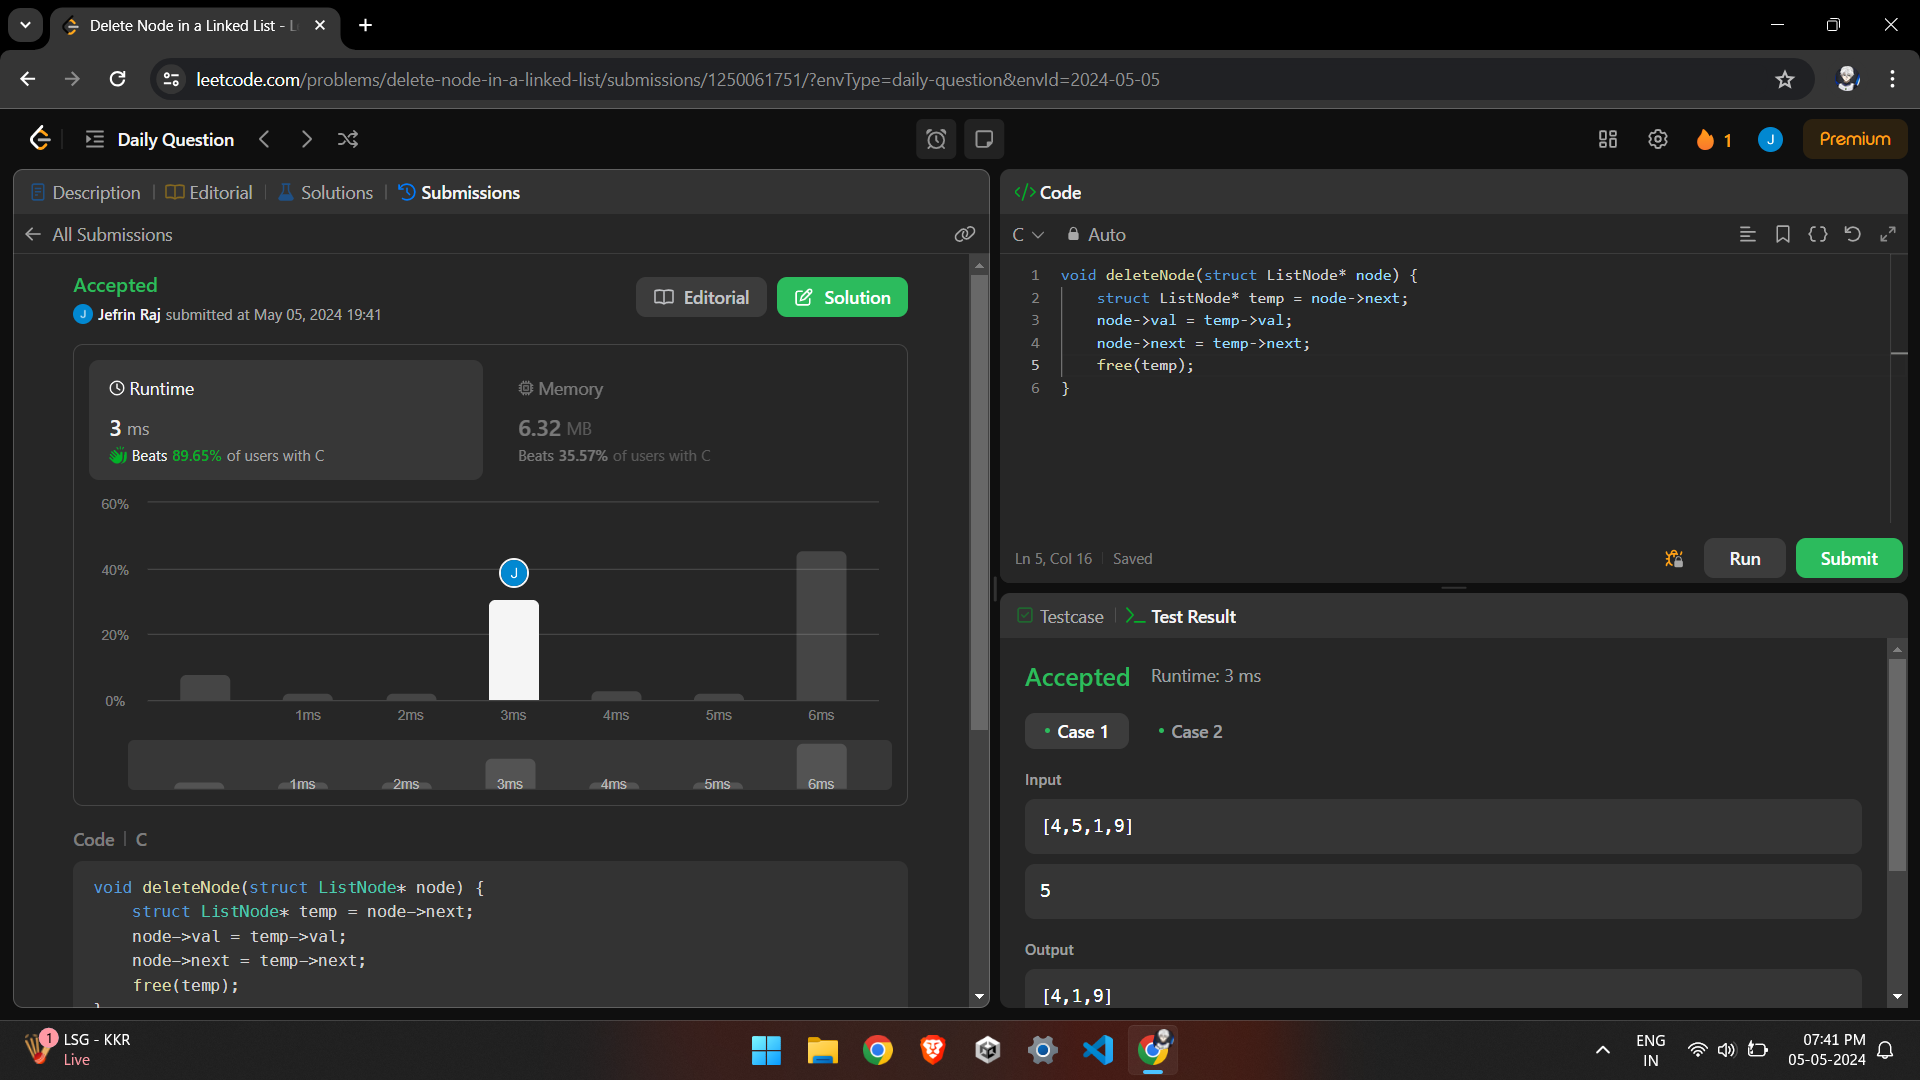 Delete Node in a Linked List - L
leetcode.com/problems/delete-node-in-a-linked-list/submissions/1250061751/?envType=daily-question&envId=2024-05-05
Daily Question
1
J
Premium
Description
Editorial
Solutions
Submissions
All Submissions
Accepted
J Jefrin Raj submitted at May 05, 2024 19:41
Editorial
Solution
Runtime
3 ms
Beats 89.65% of users with C
Memory
6.32 MB
Beats 35.57% of users with C
60%
40%
20%
0%
J
1ms 2ms 3ms 4ms 5ms 6ms
1ms 2ms 3ms 4ms 5ms 6ms
Code | C
void deleteNode(struct ListNode* node) {
struct ListNode* temp = node->next;
node->val = temp->val;
node->next = temp->next;
free(temp);
</> Code
C
Auto
1 void deleteNode(struct ListNode* node) {
2 struct ListNode* temp = node->next;
3 node->val = temp->val;
4 node->next = temp->next;
5 free(temp);
6 }
Ln 5, Col 16 | Saved
Run
Submit
Testcase
>_ Test Result
Accepted Runtime: 3 ms
• Case 1
• Case 2
Input
[4,5,1,9]
5
Output
[4,1,9]
1
LSG - KKR
Live
ENG
IN
07:41 PM
05-05-2024